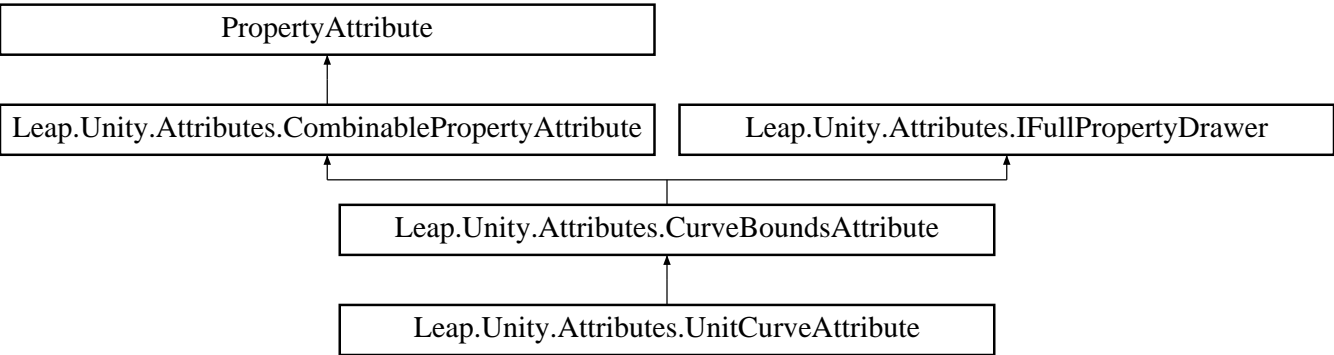 PropertyAttribute
Leap.Unity.Attributes.CombinablePropertyAttribute
Leap.Unity.Attributes.IFullPropertyDrawer
Leap.Unity.Attributes.CurveBoundsAttribute
Leap.Unity.Attributes.UnitCurveAttribute